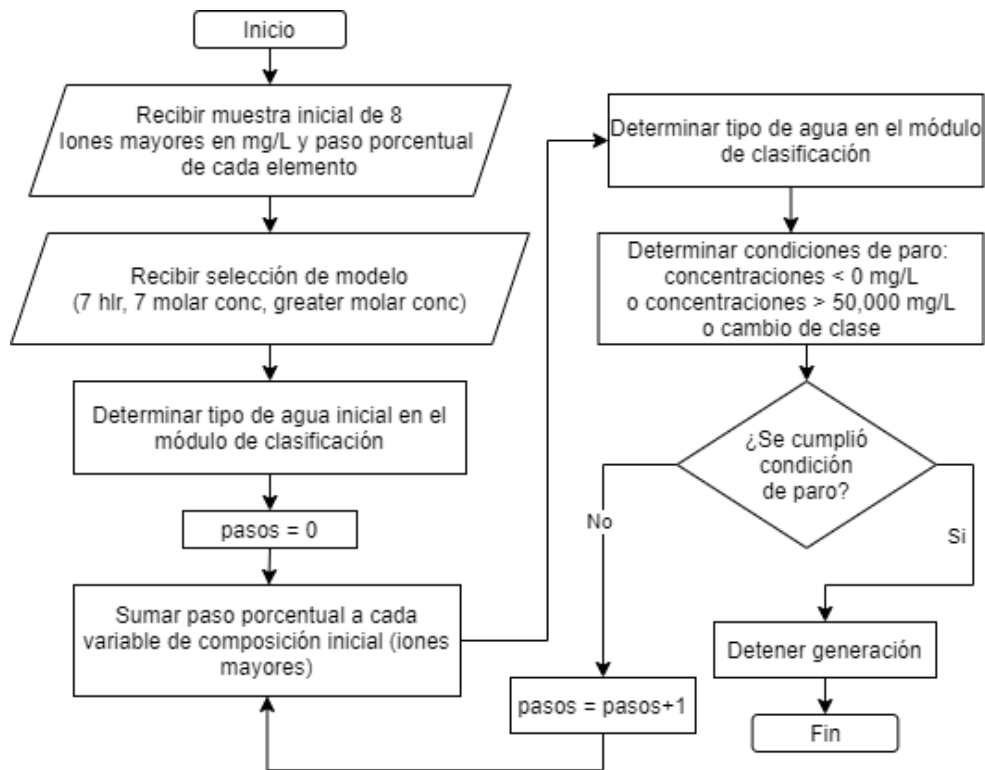 Inicio
Recibir muestra inicial de 8
Iones mayores en mg/L y paso porcentual
de cada elemento
Recibir selección de modelo
(7 hlr, 7 molar conc, greater molar conc)
Determinar tipo de agua inicial en el
módulo de clasificación
pasos = 0
Sumar paso porcentual a cada
variable de composición inicial (iones
mayores)
Determinar tipo de agua en el módulo
de clasificación
Determinar condiciones de paro:
concentraciones < 0 mg/L
o concentraciones > 50,000 mg/L
o cambio de clase
¿Se cumplió
condición
de paro?
No
Si
pasos = pasos+1
Detener generación
Fin